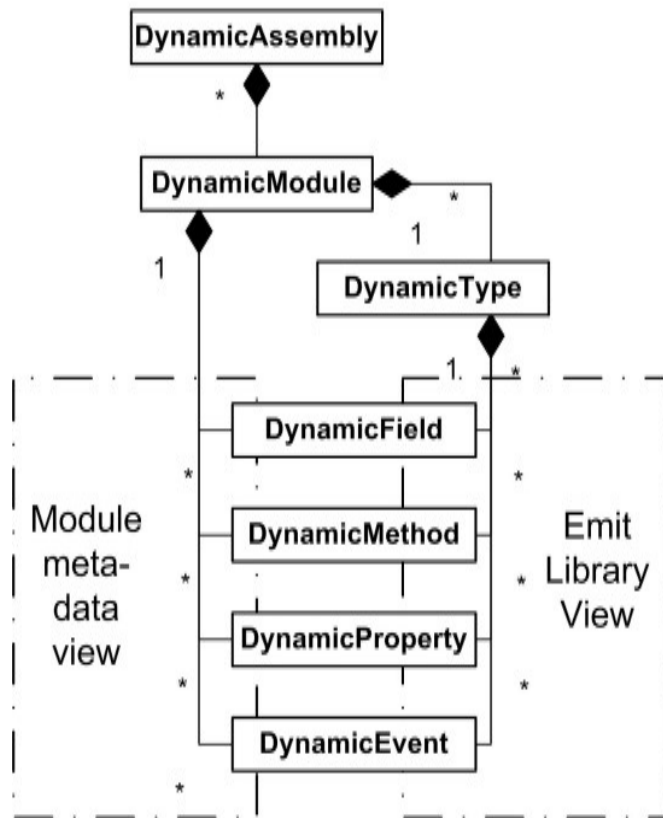 DynamicAssembly
*
DynamicModule
*
1
1
DynamicType
1
*
DynamicField
*
*
Module
meta-
data
view
DynamicMethod
Emit
Library
View
*
*
DynamicProperty
*
*
DynamicEvent
*